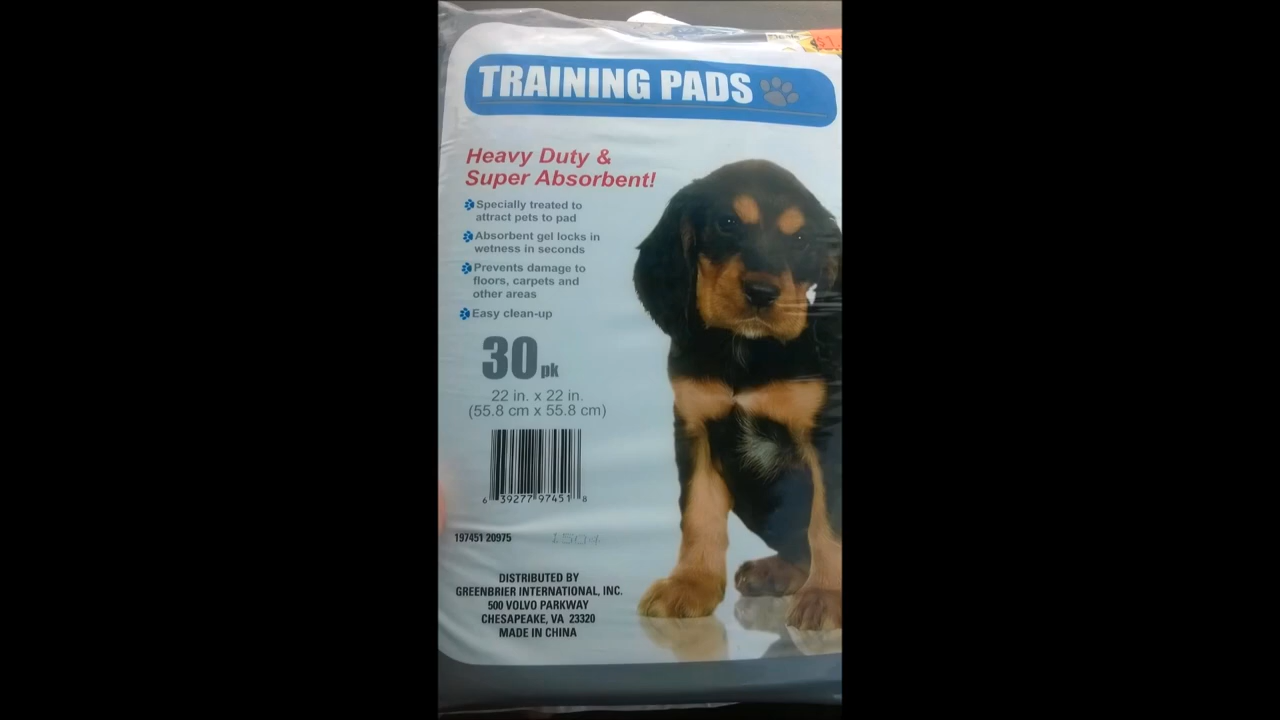 TRAINING PADS
Heavy Duty &
Super Absorbent!
Specially treated to
attract pets to pad
Absorbent gel locks in
wetness in seconds
Prevents damage to
floors, carpets and
other areas
Easy clean-up
30 pk
22 in. x 22 in.
(55.8 cm x 55.8 cm)
6 39277 97451 8
197451 20975
1504
DISTRIBUTED BY
GREENBRIER INTERNATIONAL, INC.
500 VOLVO PARKWAY
CHESAPEAKE, VA 23320
MADE IN CHINA